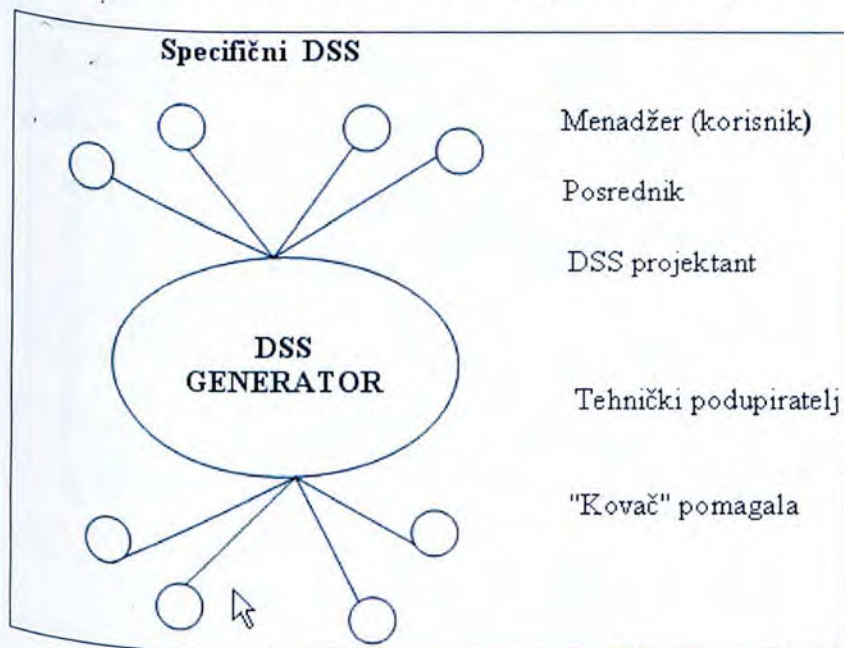 Specifični DSS
Menadžer (korisnik)
Posrednik
DSS projektant
DSS
GENERATOR
Tehnički podupiratelj
"Kovač" pomagala